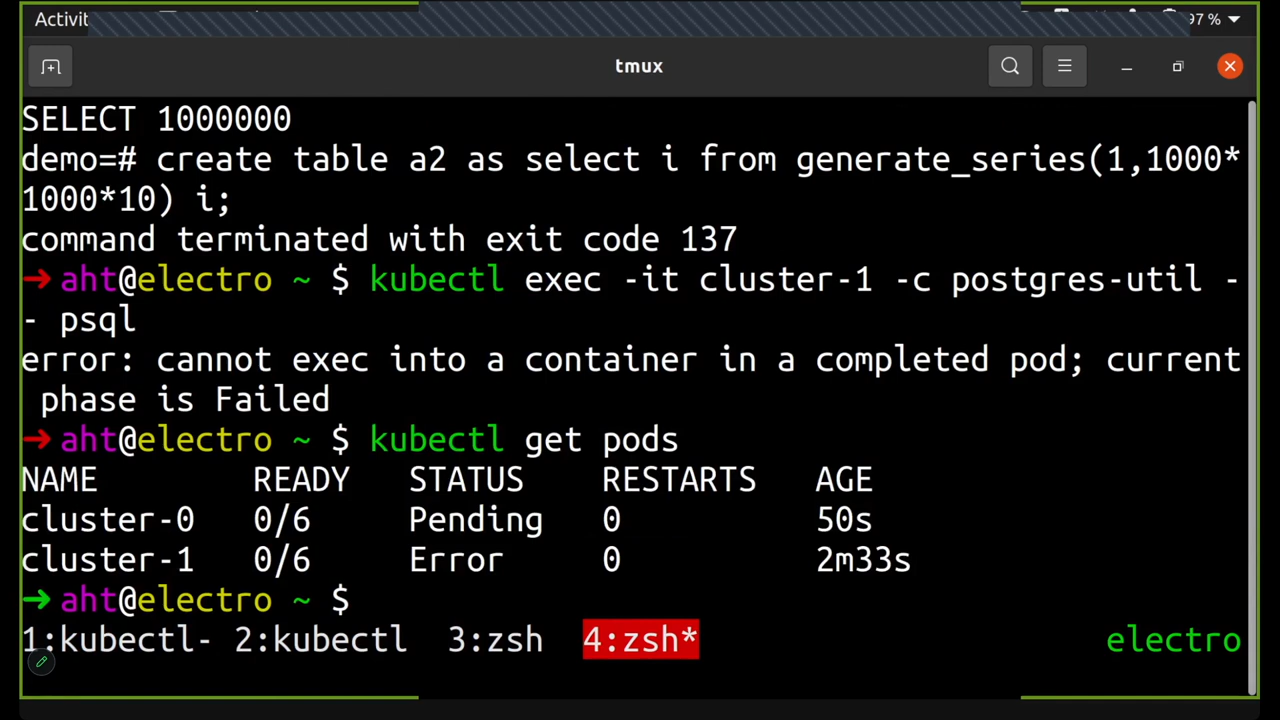 Activit
97 %
tmux
SELECT 1000000
demo=# create table a2 as select i from generate_series(1,1000*
1000*10) i;
command terminated with exit code 137
➜ aht@electro ~ $ kubectl exec -it cluster-1 -c postgres-util -
- psql
error: cannot exec into a container in a completed pod; current
 phase is Failed
➜ aht@electro ~ $ kubectl get pods
NAME        READY   STATUS    RESTARTS   AGE
cluster-0   0/6     Pending   0          50s
cluster-1   0/6     Error     0          2m33s
➜ aht@electro ~ $
1:kubectl- 2:kubectl  3:zsh  4:zsh*  electro